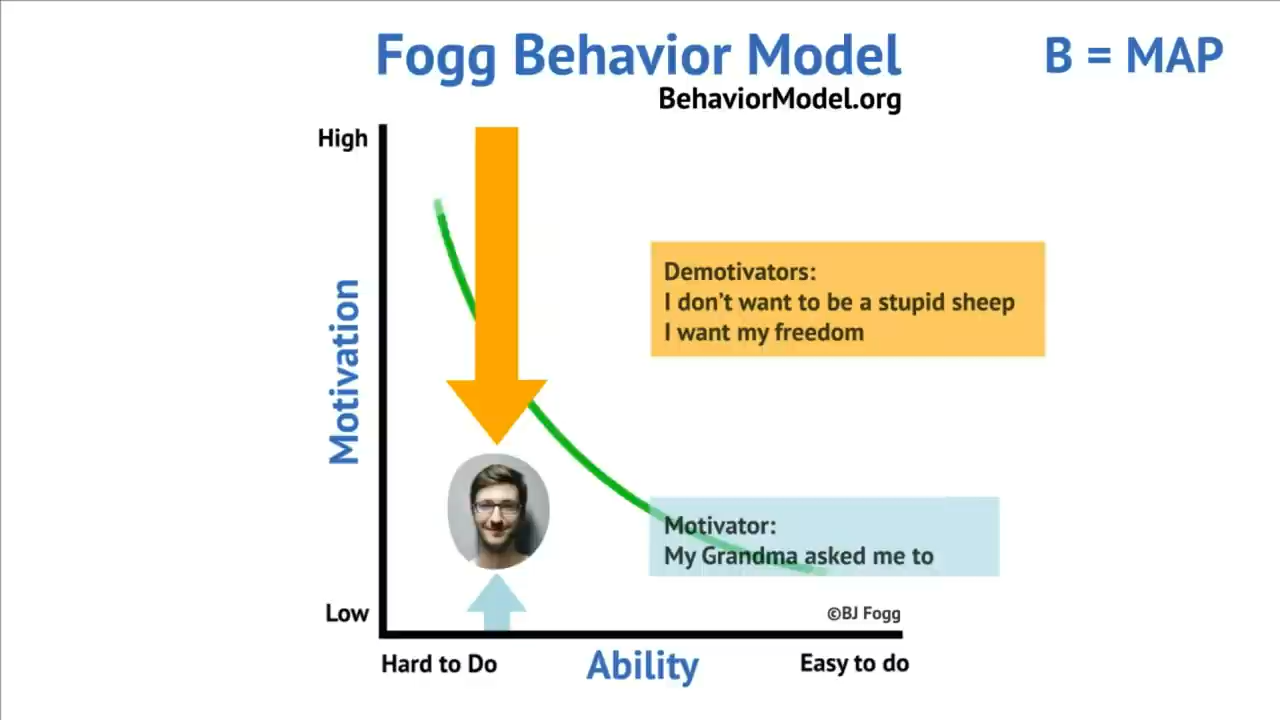 Fogg Behavior Model
B = MAP
BehaviorModel.org
High
Motivation
Demotivators:
I don't want to be a stupid sheep
I want my freedom
Motivator:
My Grandma asked me to
Low
©BJ Fogg
Hard to Do
Ability
Easy to do